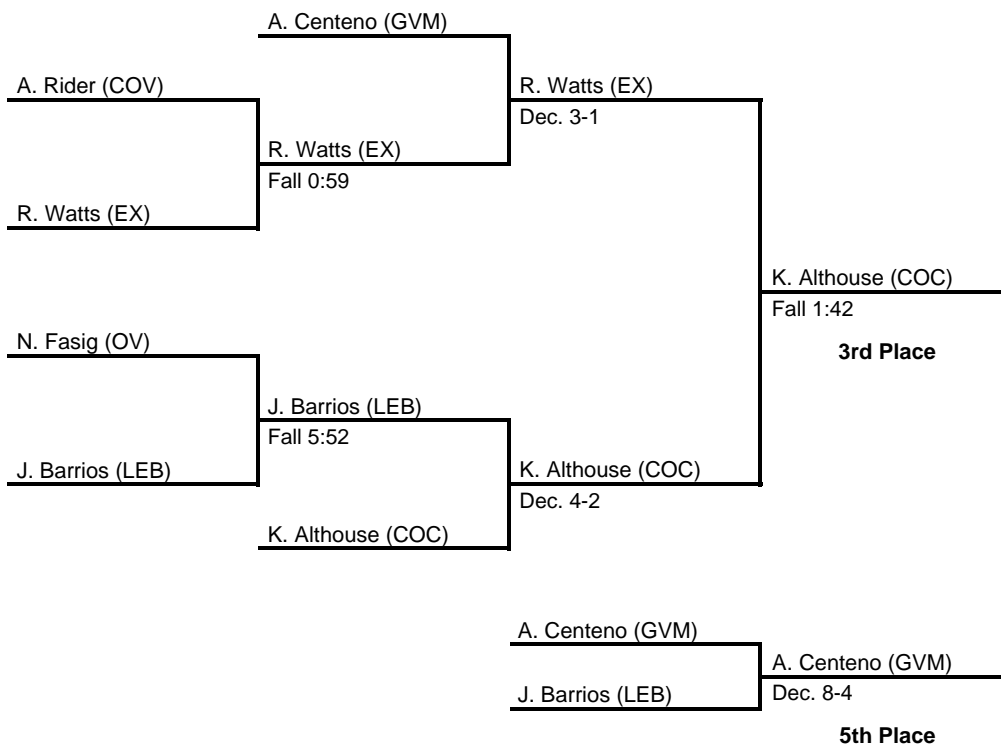 A. Centeno (GVM)
A. Rider (COV)
R. Watts (EX)
Dec. 3-1
R. Watts (EX)
Fall 0:59
R. Watts (EX)
K. Althouse (COC)
Fall 1:42
3rd Place
N. Fasig (OV)
J. Barrios (LEB)
Fall 5:52
J. Barrios (LEB)
K. Althouse (COC)
Dec. 4-2
K. Althouse (COC)
A. Centeno (GVM)
A. Centeno (GVM)
Dec. 8-4
J. Barrios (LEB)
5th Place